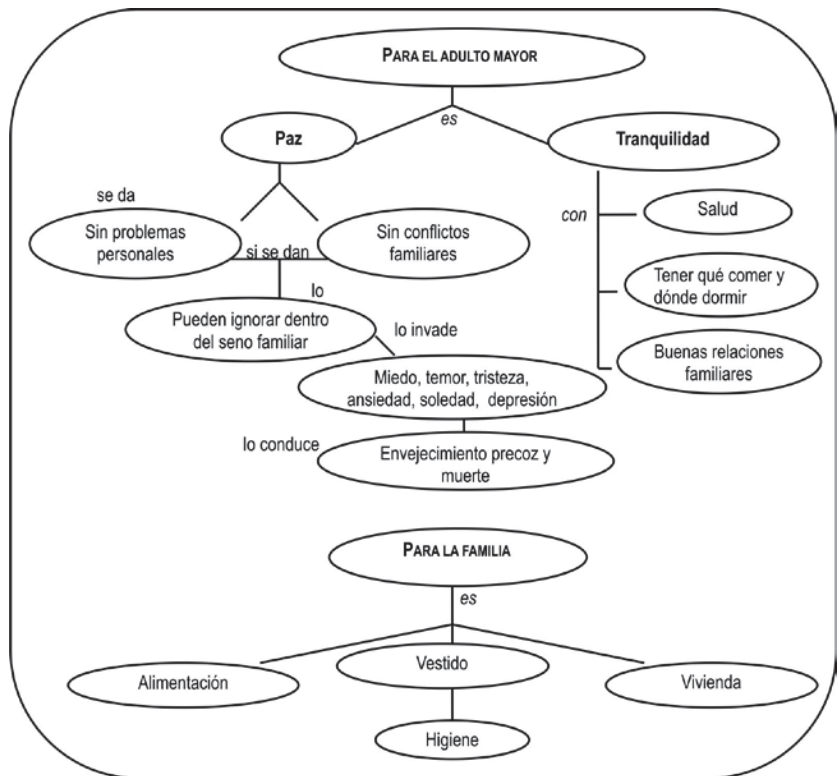 PARA EL ADULTO MAYOR
es
Paz
Tranquilidad
se da
con
Salud
Sin problemas
personales
si se dan
Sin conflictos
familiares
lo
Tener qué comer y
dónde dormir
Pueden ignorar dentro
del seno familiar
lo invade
Buenas relaciones
familiares
Miedo, temor, tristeza,
ansiedad, soledad, depresión
lo conduce
Envejecimiento precoz y
muerte
PARA LA FAMILIA
es
Alimentación
Vestido
Vivienda
Higiene